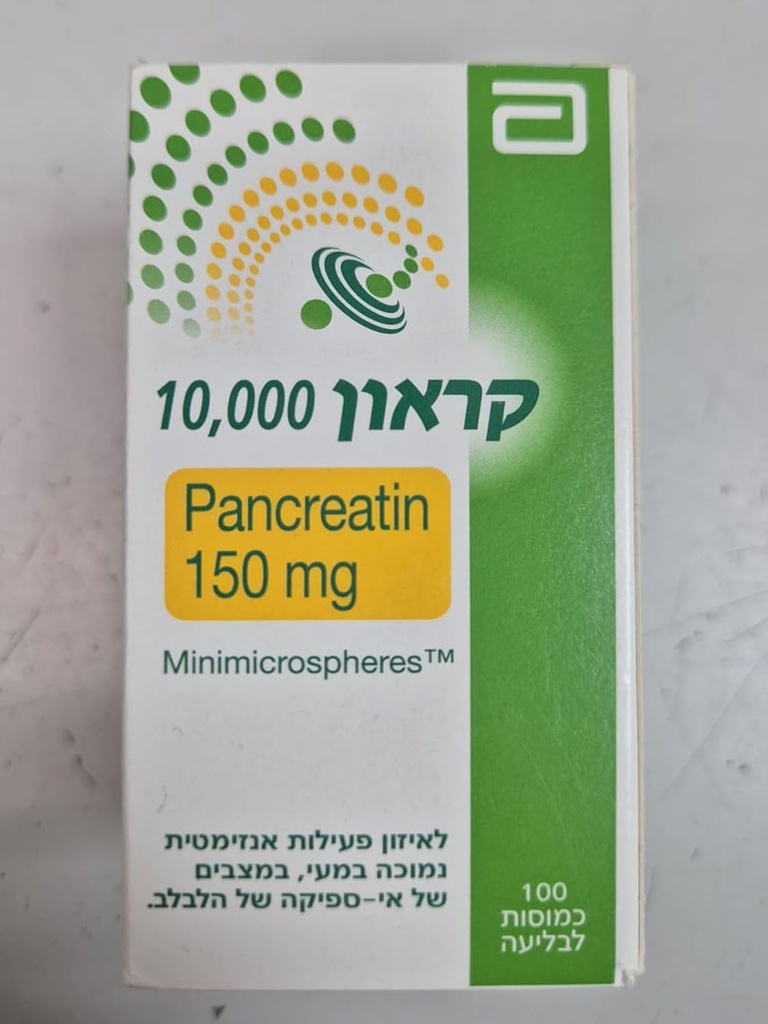 קראון 10,000
Pancreatin
150 mg
Minimicrospheres™
לאיזון פעילות אנזימטית
נמוכה במעי, במצבים
של אי-ספיקה של הלבלב.
100
כמוסות
לבליעה